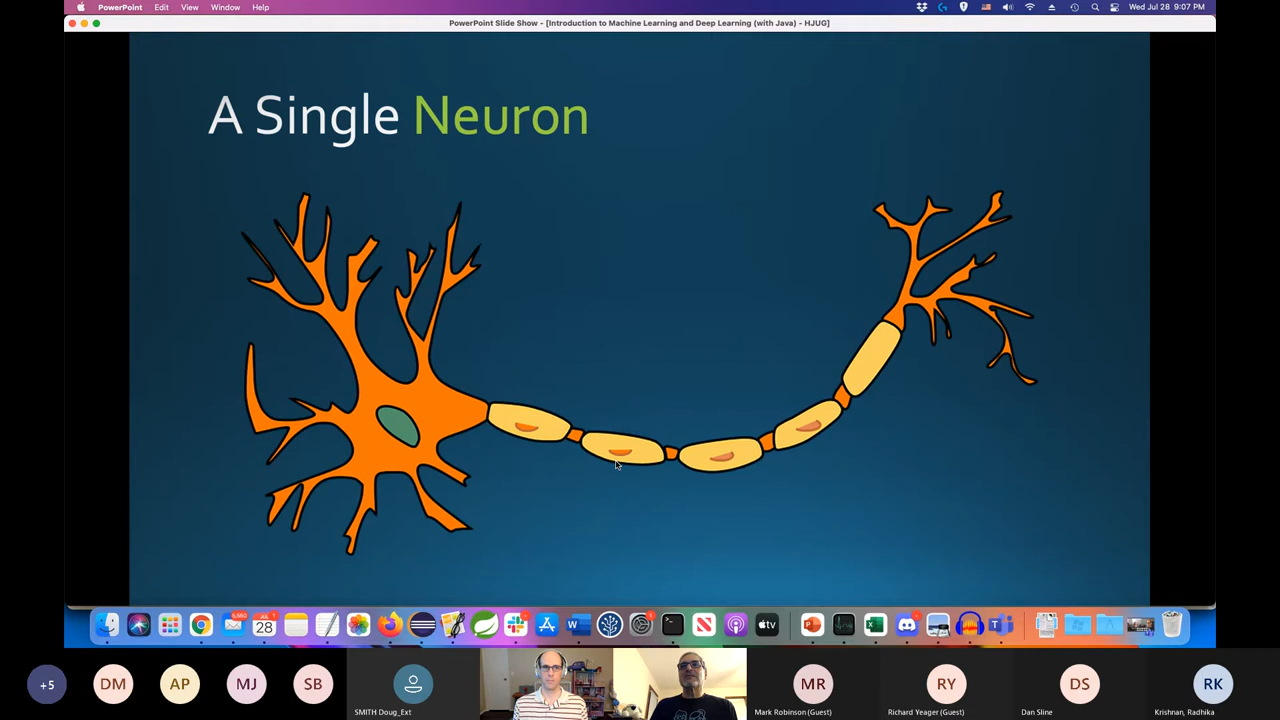 PowerPoint Edit View Window Help
Wed Jul 28 9:07 PM
PowerPoint Slide Show - [Introduction to Machine Learning and Deep Learning (with Java) - HJUG]
A Single Neuron
JUL
28
+5
DM
AP
MJ
SB
MR
RY
DS
RK
SMITH Doug_Ext
Mark Robinson (Guest)
Richard Yeager (Guest)
Dan Sline
Krishnan, Radhika